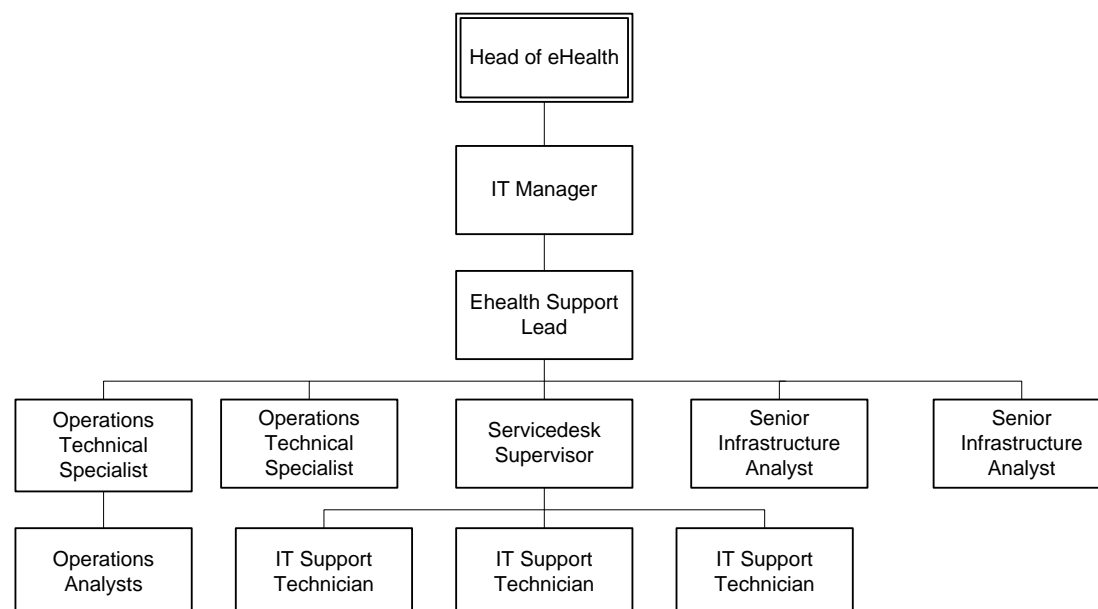 Head of eHealth
IT Manager
Ehealth Support
Lead
Operations
Technical
Specialist
Operations
Technical
Specialist
Servicedesk
Supervisor
Senior
Infrastructure
Analyst
Senior
Infrastructure
Analyst
Operations
Analysts
IT Support
Technician
IT Support
Technician
IT Support
Technician